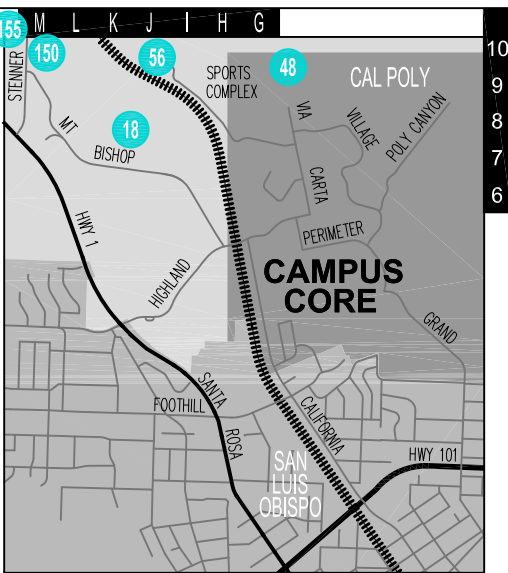 M L K J I H G
155
150
56
48
18
10
9
8
7
6
STENNER
SPORTS
COMPLEX
CAL POLY
VIA
CARTA
VILLAGE
POLY CANYON
MT
BISHOP
HWY 1
HIGHLAND
PERIMETER
CAMPUS
CORE
GRAND
SANTA
ROSA
FOOTHILL
CALIFORNIA
HWY 101
SAN
LUIS
OBISPO